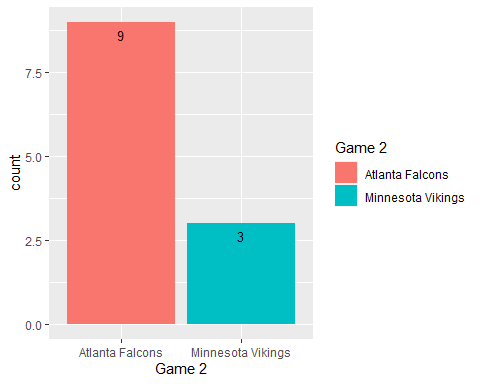 count
7.5
5.0
2.5
0.0
9
3
Atlanta Falcons
Minnesota Vikings
Game 2
Game 2
Atlanta Falcons
Minnesota Vikings